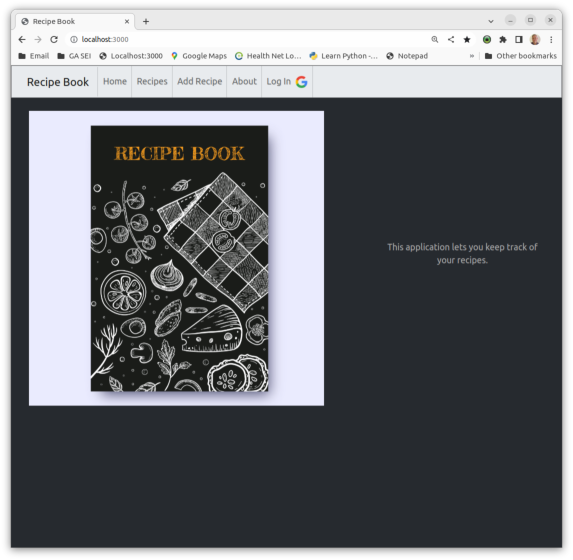 Recipe Book
localhost:3000
Email GA SEI Localhost:3000 Google Maps Health Net Lo... Learn Python -... Notepad » Other bookmarks
Recipe Book Home Recipes Add Recipe About Log In
RECIPE BOOK
This application lets you keep track of
your recipes.